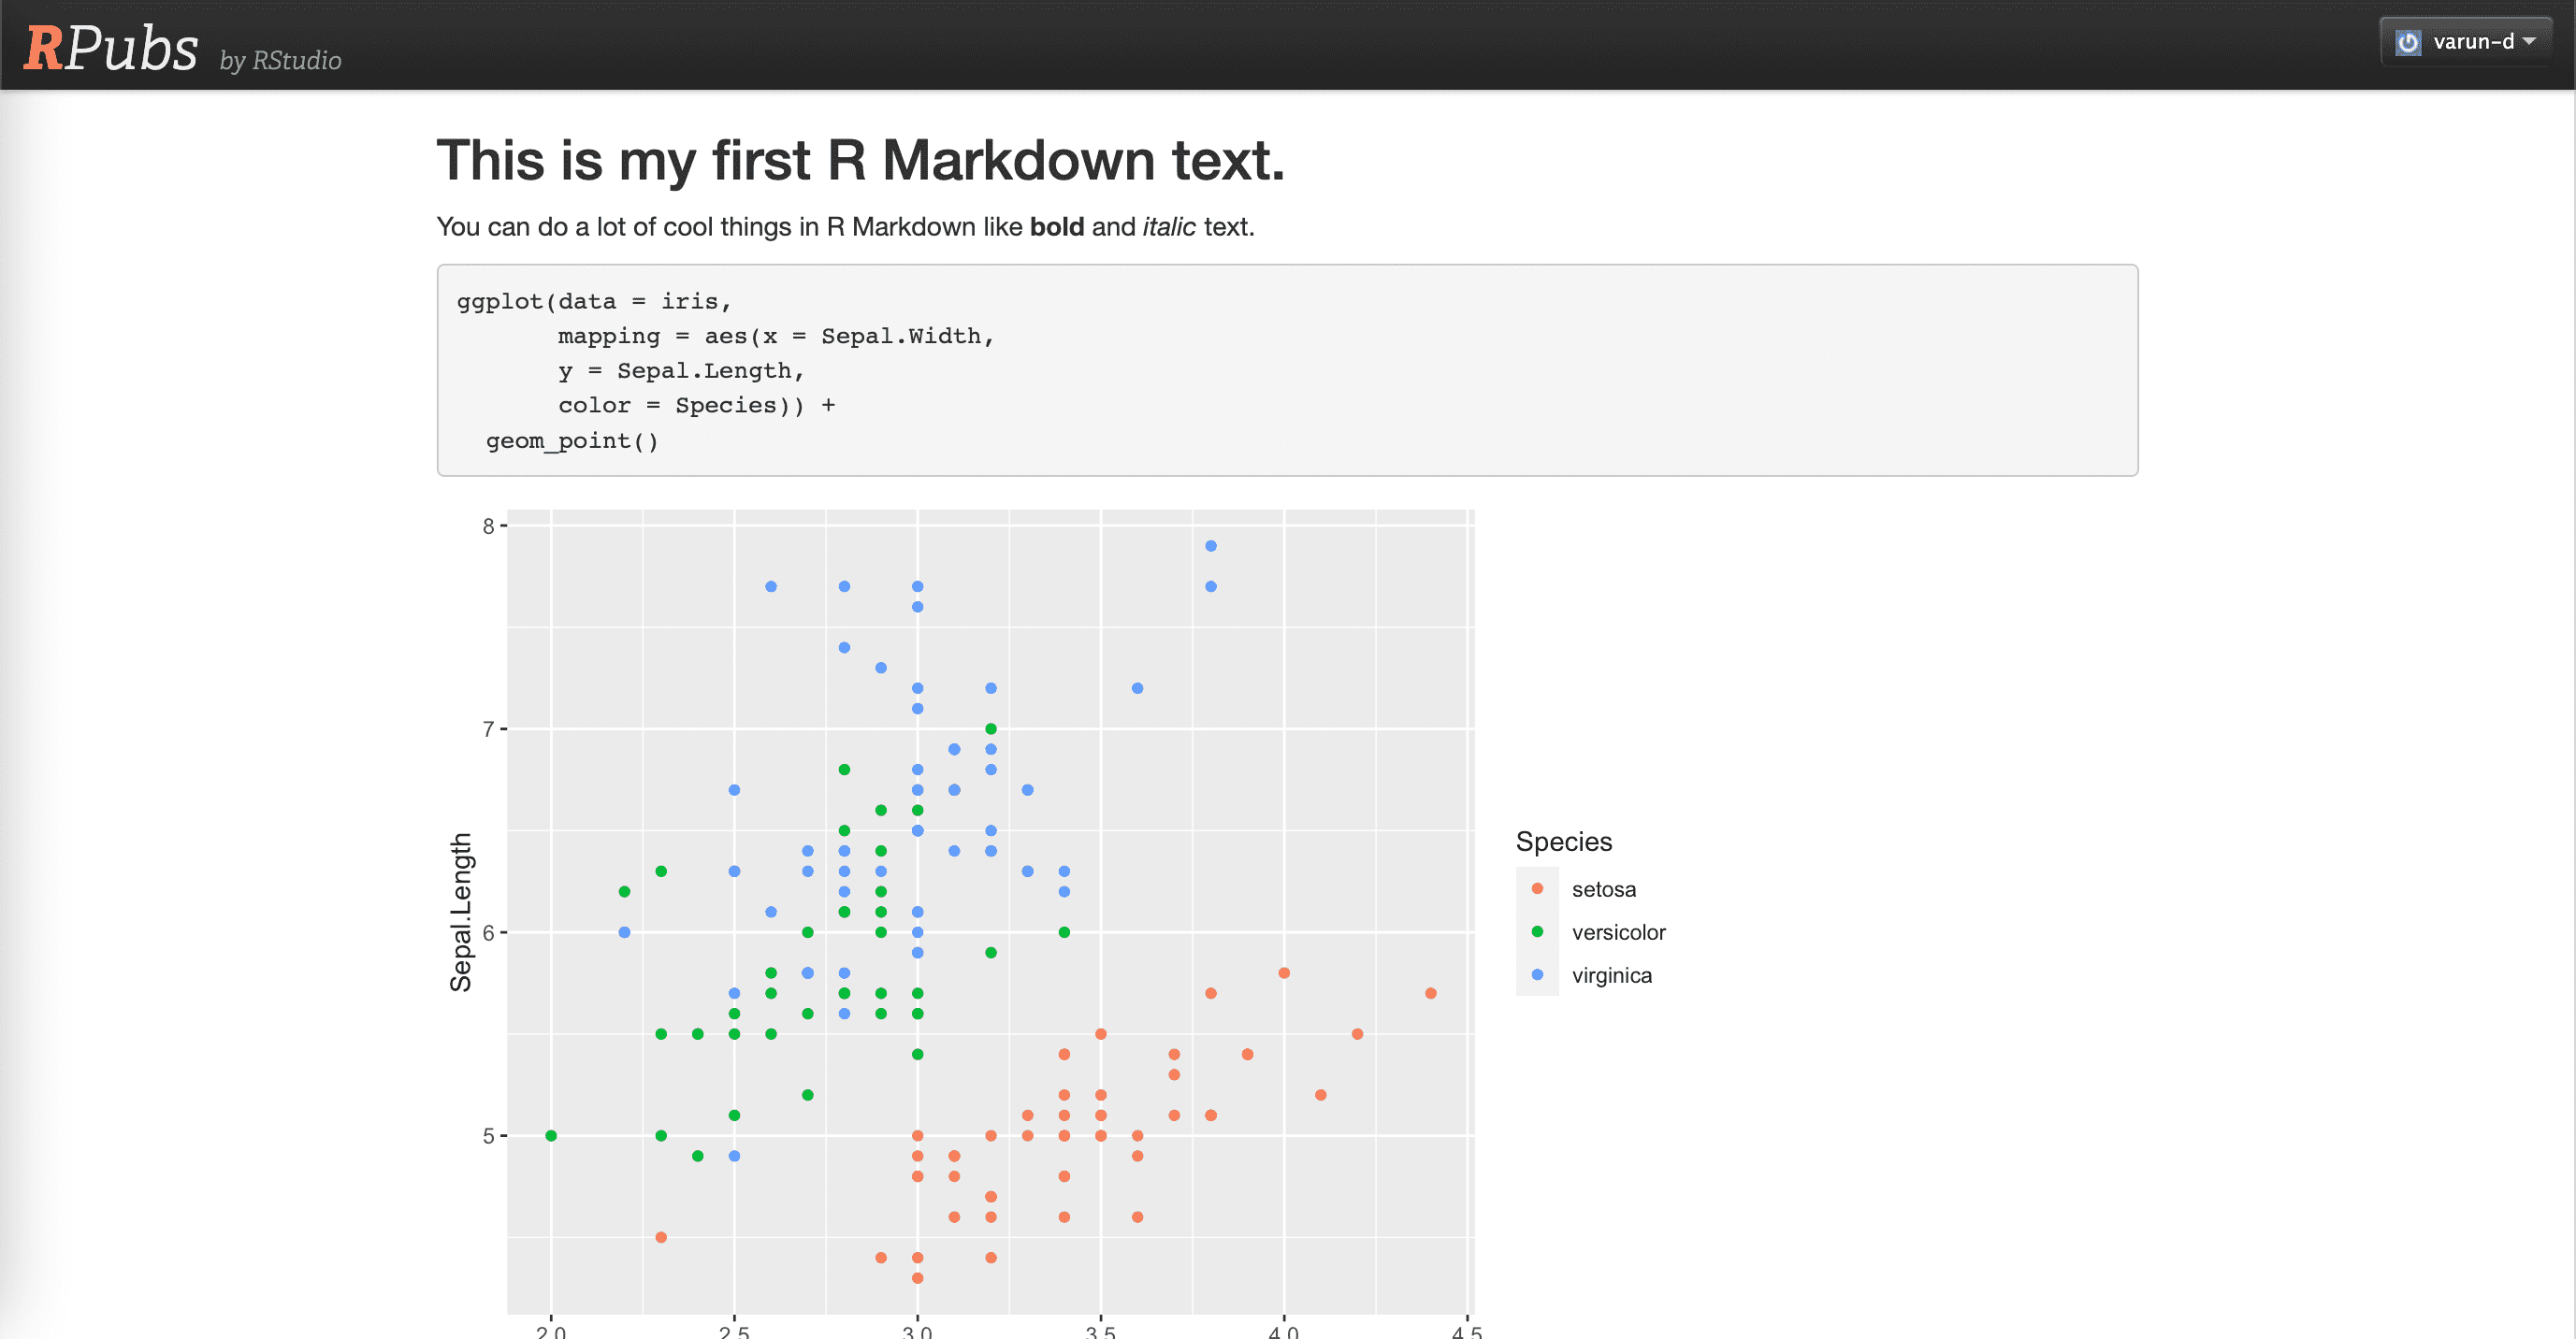 RPubs by RStudio
varun-d
This is my first R Markdown text.
You can do a lot of cool things in R Markdown like bold and italic text.
ggplot(data = iris,
       mapping = aes(x = Sepal.Width,
       y = Sepal.Length,
       color = Species)) +
  geom_point()
8
7
6
5
Sepal.Length
Species
setosa
versicolor
virginica
2.0 2.5 3.0 3.5 4.0 4.5